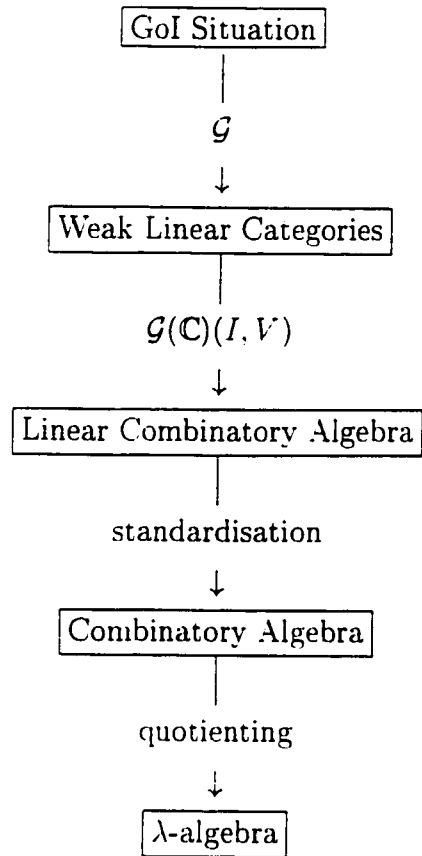 GoI Situation
𝒢
↓
Weak Linear Categories
𝒢(ℂ)(I, V)
↓
Linear Combinatory Algebra
standardisation
↓
Combinatory Algebra
quotienting
↓
λ-algebra